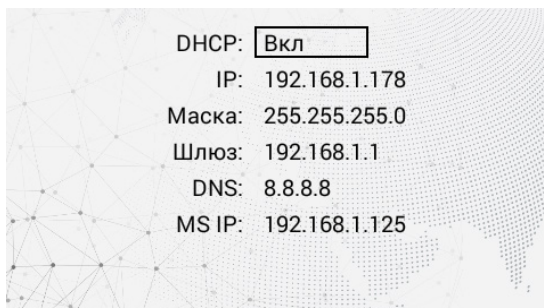 DHCP: Вкл
IP: 192.168.1.178
Маска: 255.255.255.0
Шлюз: 192.168.1.1
DNS: 8.8.8.8
MS IP: 192.168.1.125